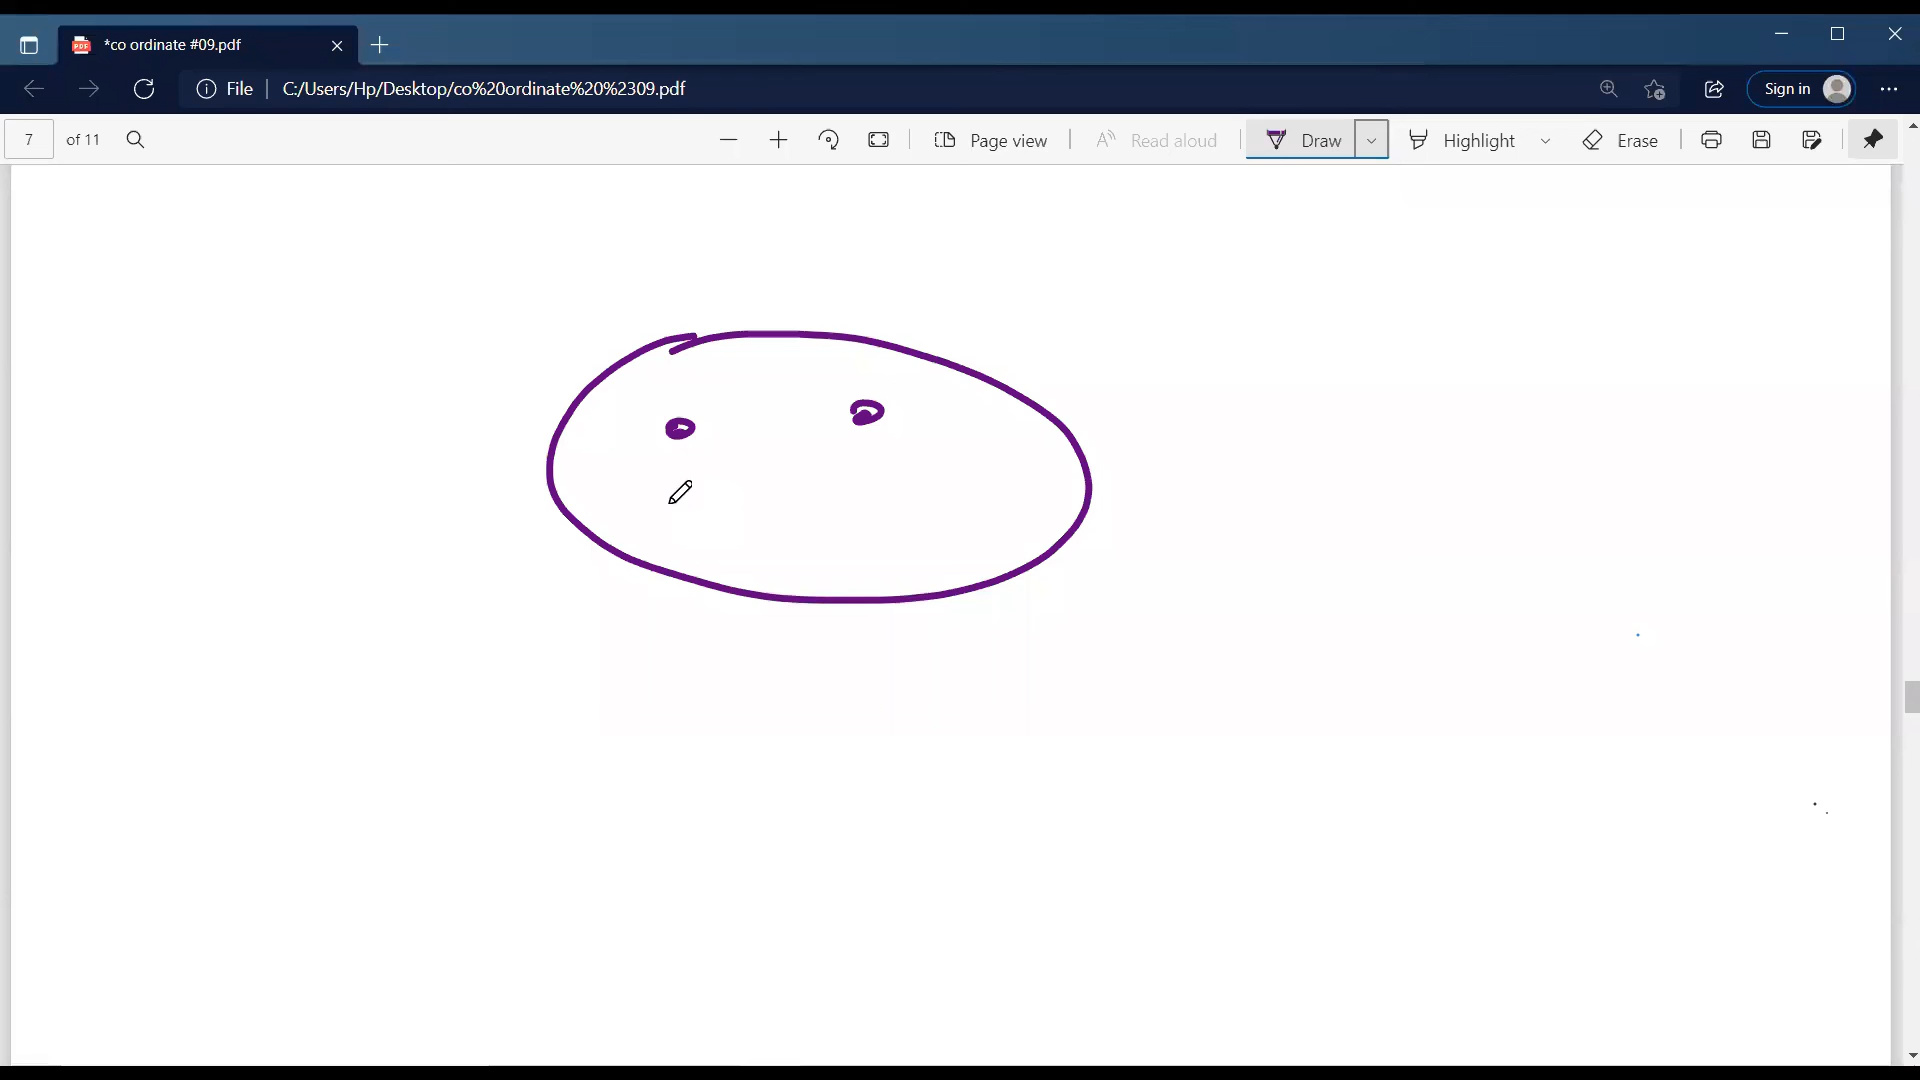 *co ordinate #09.pdf
File
C:/Users/Hp/Desktop/co%20ordinate%20%2309.pdf
Sign in
7 of 11
Page view
Read aloud
Draw
Highlight
Erase